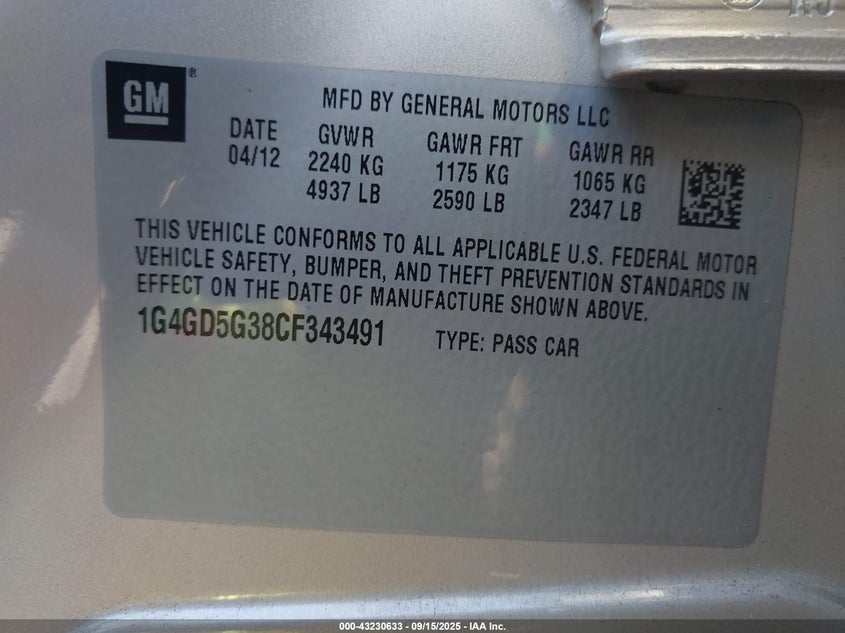 GM®
MFD BY GENERAL MOTORS LLC
DATE GVWR GAWR FRT GAWR RR
04/12 2240 KG 1175 KG 1065 KG
4937 LB 2590 LB 2347 LB
THIS VEHICLE CONFORMS TO ALL APPLICABLE U.S. FEDERAL MOTOR
VEHICLE SAFETY, BUMPER, AND THEFT PREVENTION STANDARDS IN
EFFECT ON THE DATE OF MANUFACTURE SHOWN ABOVE.
1G4GD5G38CF343491 TYPE: PASS CAR
000-43230633 - 09/15/2025 - IAA Inc.